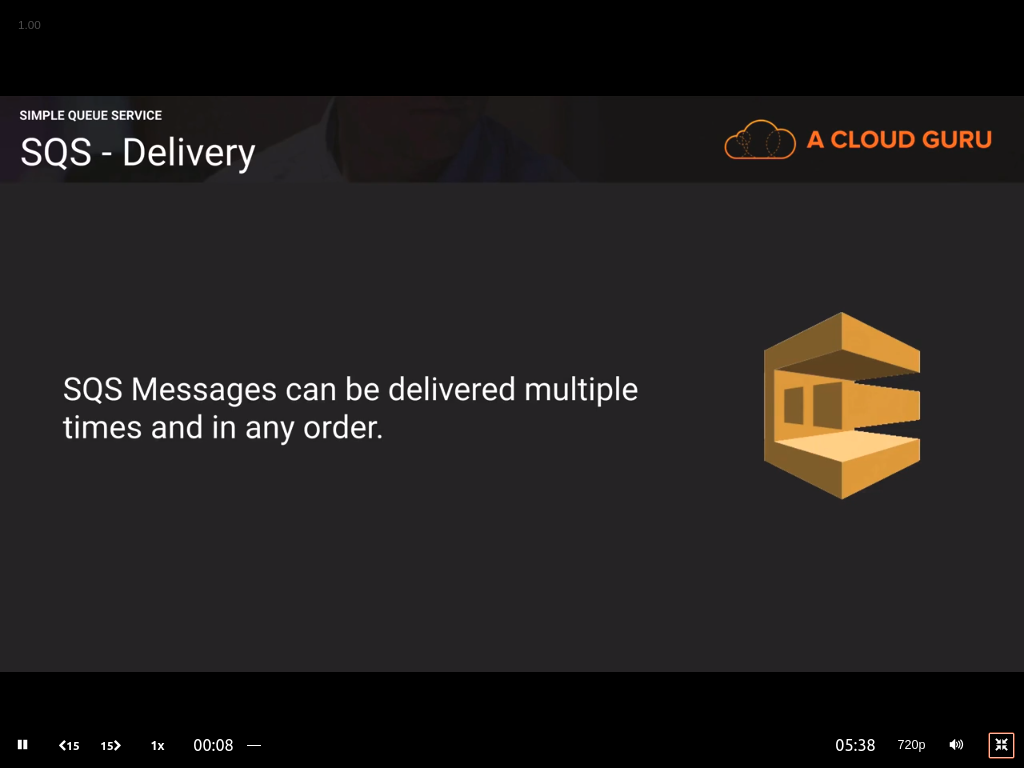 1.00
SIMPLE QUEUE SERVICE
SQS - Delivery
A CLOUD GURU
SQS Messages can be delivered multiple
times and in any order.
15
15
1x
00:08
05:38
720p